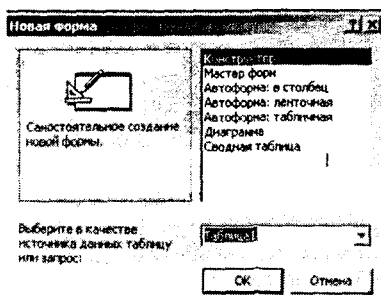 Новая форма
Самостоятельное создание
новой формы.
Конструктор
Мастер форм
Автоформа: в столбец
Автоформа: ленточная
Автоформа: табличная
Диаграмма
Сводная таблица
Выберите в качестве
источника данных таблицу
или запрос:
OK
Отмена